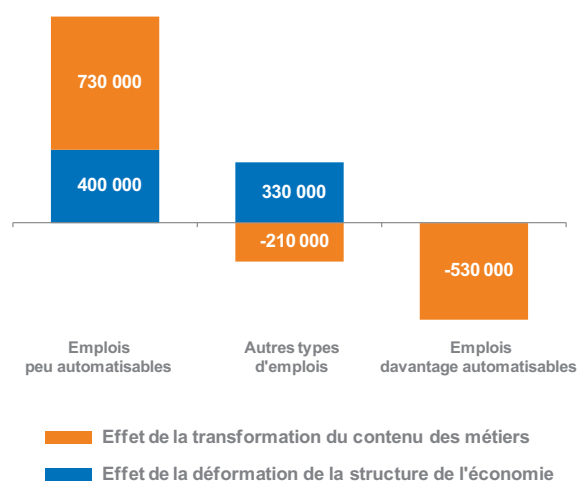 730 000
400 000
330 000
-210 000
-530 000
Emplois
peu automatisables
Autres types
d'emplois
Emplois
davantage automatisables
Effet de la transformation du contenu des métiers
Effet de la déformation de la structure de l'économie